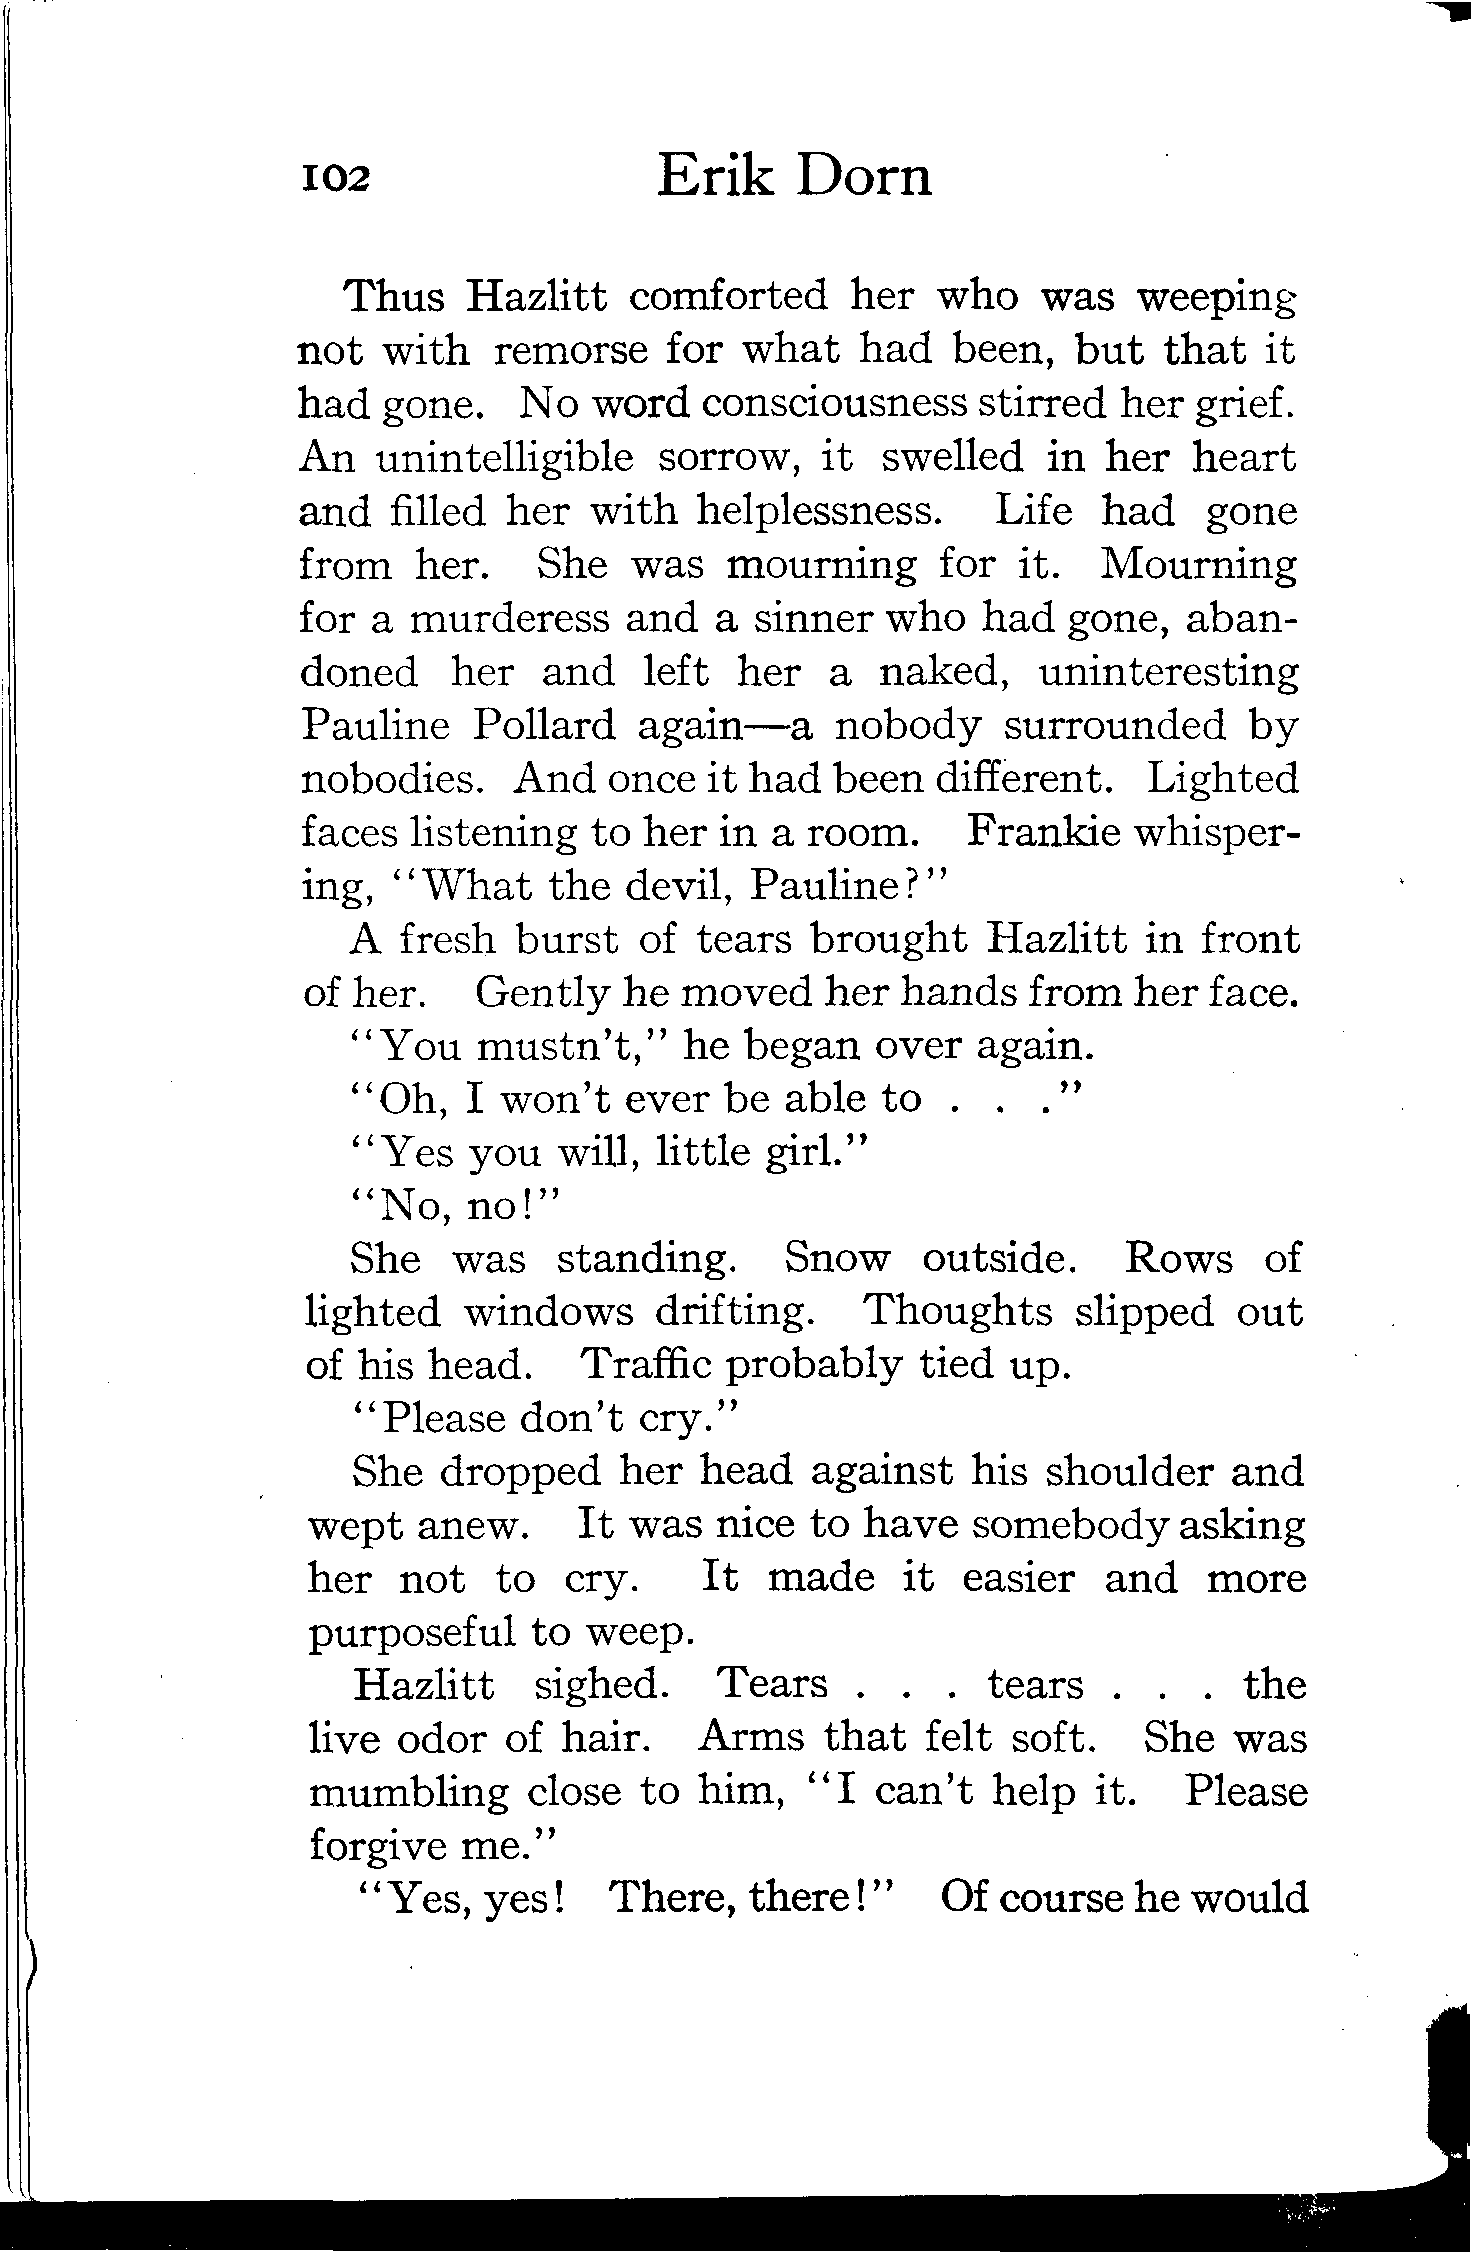 102 Erik Dorn
Thus Hazlitt comforted her who was weeping
not with remorse for what had been, but that it
had gone. No word consciousness stirred her grief.
An unintelligible sorrow, it swelled in her heart
and filled her with helplessness. Life had gone
from her. She was mourning for it. Mourning
for a murderess and a sinner who had gone, aban-
doned her and left her a naked, uninteresting
Pauline Pollard again—a nobody surrounded by
nobodies. And once it had been different. Lighted
faces listening to her in a room. Frankie whisper-
ing, "What the devil, Pauline?"
A fresh burst of tears brought Hazlitt in front
of her. Gently he moved her hands from her face.
"You mustn't," he began over again.
"Oh, I won't ever be able to . . ."
"Yes you will, little girl."
"No, no!"
She was standing. Snow outside. Rows of
lighted windows drifting. Thoughts slipped out
of his head. Traffic probably tied up.
"Please don't cry."
She dropped her head against his shoulder and
wept anew. It was nice to have somebody asking
her not to cry. It made it easier and more
purposeful to weep.
Hazlitt sighed. Tears . . . tears . . . the
live odor of hair. Arms that felt soft. She was
mumbling close to him, "I can't help it. Please
forgive me."
"Yes, yes! There, there!" Of course he would